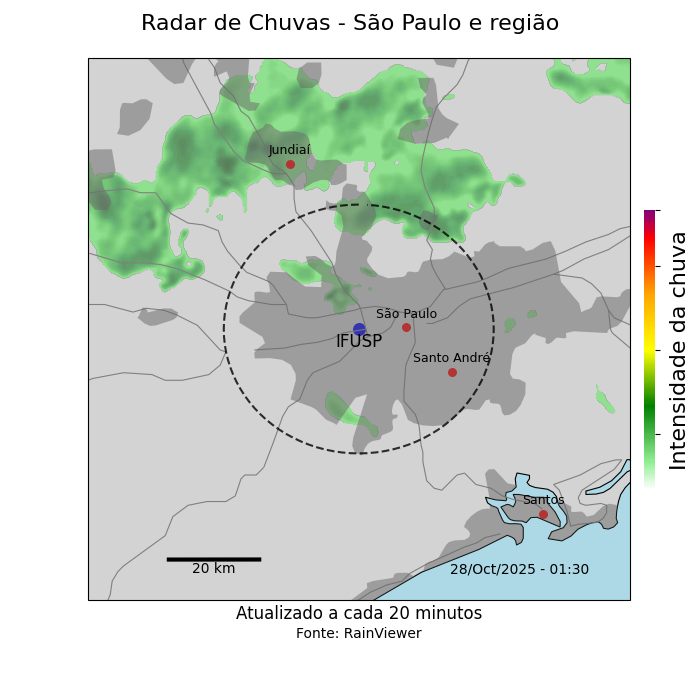 Radar de Chuvas - São Paulo e região
Jundiaí
São Paulo
IFUSP
Santo André
Santos
20 km
28/Oct/2025 - 01:30
Intensidade da chuva
Atualizado a cada 20 minutos
Fonte: RainViewer